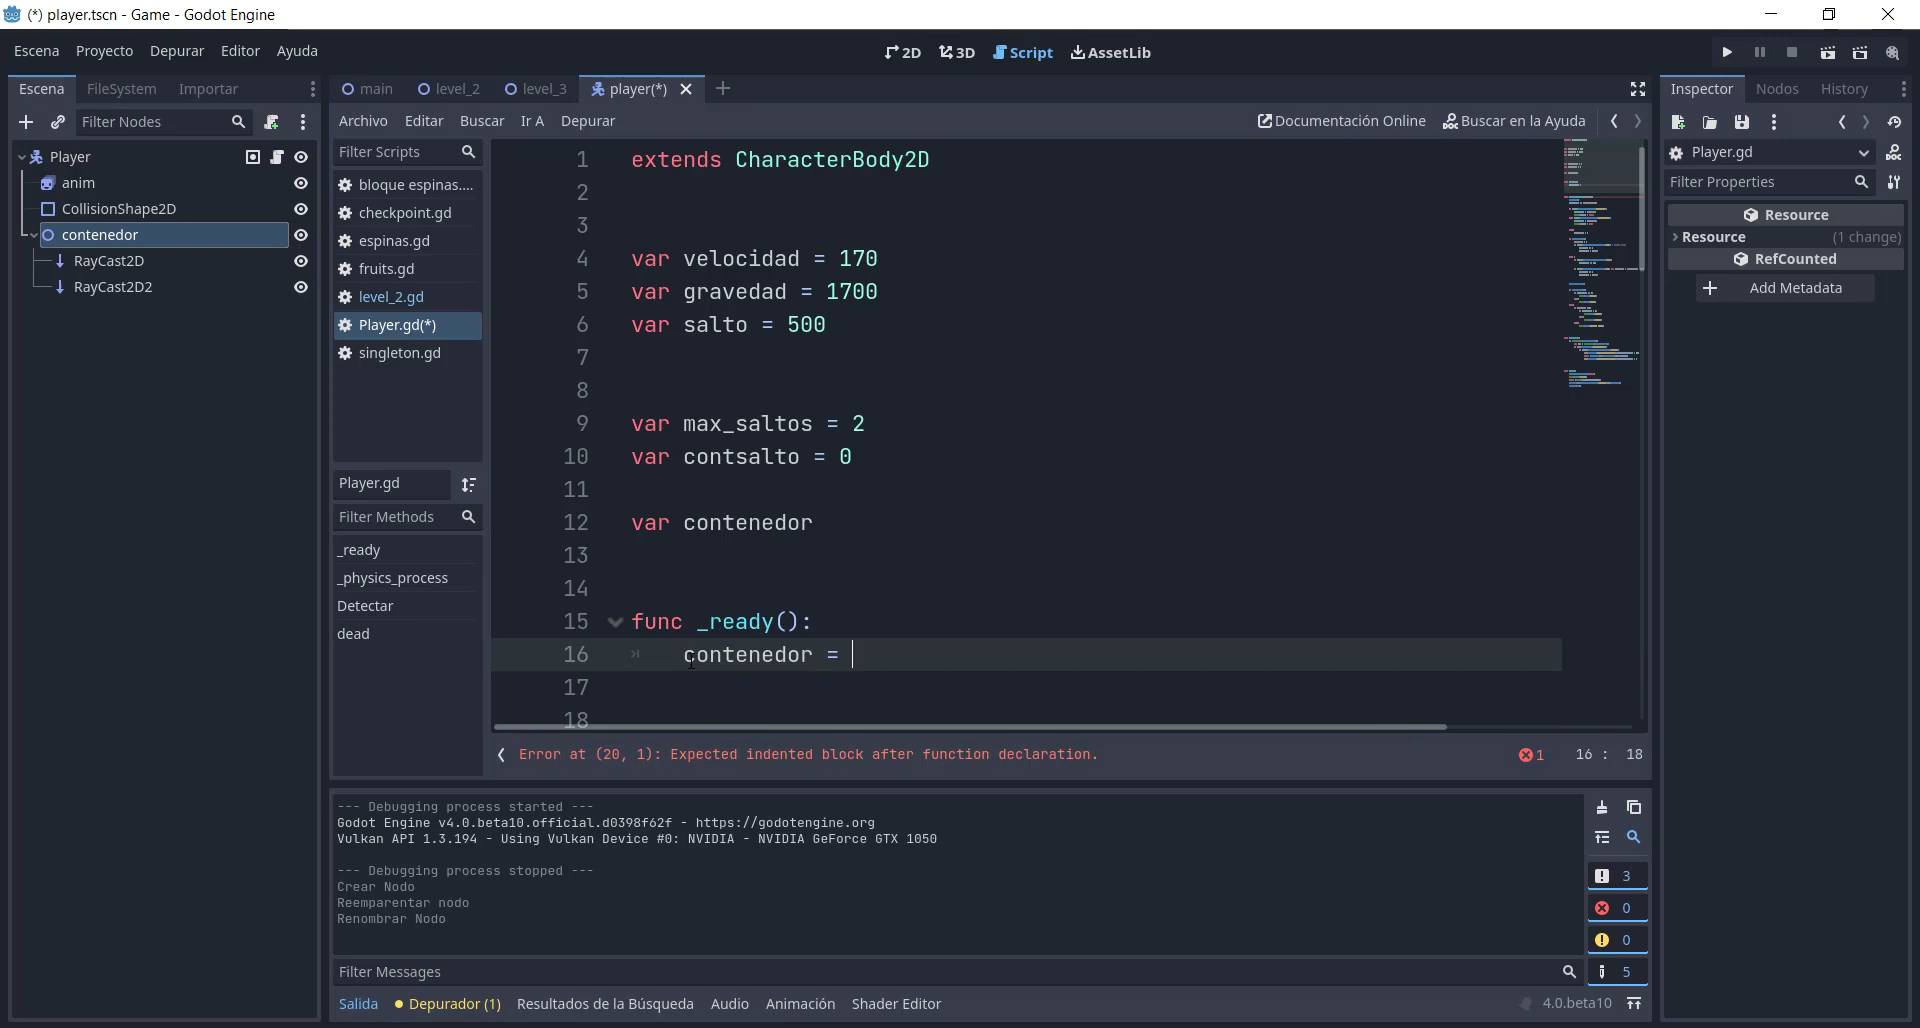 (*) player.tscn - Game - Godot Engine
Escena Proyecto Depurar Editor Ayuda
2D 3D Script AssetLib
Escena FileSystem Importar
main level_2 level_3 player(*)
Inspector Nodos History
Filter Nodes
Archivo Editar Buscar Ir A Depurar
Documentación Online Buscar en la Ayuda
Player
anim
CollisionShape2D
contenedor
RayCast2D
RayCast2D2
Filter Scripts
bloque espinas....
checkpoint.gd
espinas.gd
fruits.gd
level_2.gd
Player.gd(*)
singleton.gd
Player.gd
Filter Methods
_ready
_physics_process
Detectar
dead
1 extends CharacterBody2D
2
3
4 var velocidad = 170
5 var gravedad = 1700
6 var salto = 500
7
8
9 var max_saltos = 2
10 var contsalto = 0
11
12 var contenedor
13
14
15 func _ready():
16 contenedor =
17
18
Error at (20, 1): Expected indented block after function declaration.
1 16 : 18
Player.gd
Filter Properties
Resource
Resource (1 change)
RefCounted
Add Metadata
--- Debugging process started ---
Godot Engine v4.0.beta10.official.d0398f62f - https://godotengine.org
Vulkan API 1.3.194 - Using Vulkan Device #0: NVIDIA - NVIDIA GeForce GTX 1050
--- Debugging process stopped ---
Crear Nodo
Reemparentar nodo
Renombrar Nodo
3
0
0
5
Filter Messages
Salida Depurador (1) Resultados de la Búsqueda Audio Animación Shader Editor
4.0.beta10